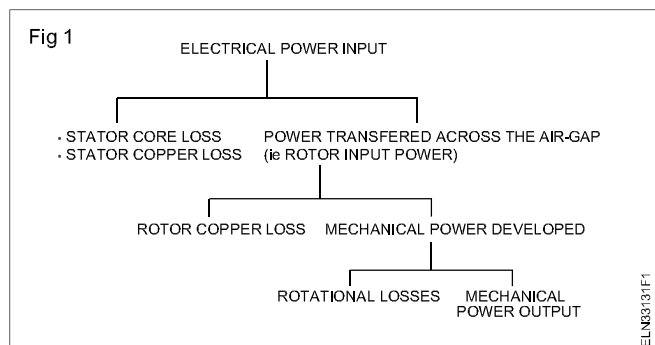 Fig 1
ELECTRICAL POWER INPUT
• STATOR CORE LOSS
• STATOR COPPER LOSS
POWER TRANSFERED ACROSS THE AIR-GAP
(ie ROTOR INPUT POWER)
ROTOR COPPER LOSS
MECHANICAL POWER DEVELOPED
ROTATIONAL LOSSES
MECHANICAL
POWER OUTPUT
ELN33131F1